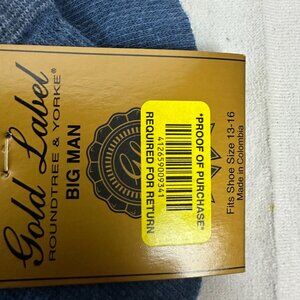 Gold Label
ROUNDTREE & YORKE®
BIG MAN
"PROOF OF PURCHASE"
412659009341
REQUIRED FOR RETURN
Fits Shoe Size 13-16
Made in Colombia